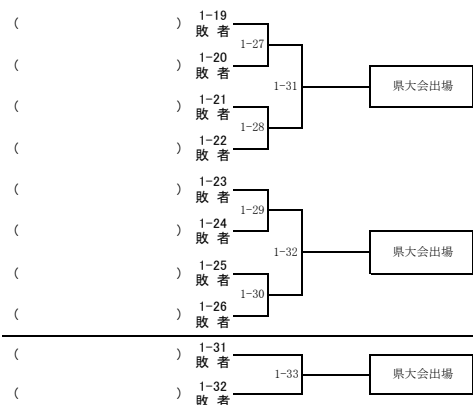 ( ) 1-19
敗 者
1-27
( ) 1-20
敗 者
1-31 県大会出場
( ) 1-21
敗 者
1-28
( ) 1-22
敗 者
( ) 1-23
敗 者
1-29
( ) 1-24
敗 者
1-32 県大会出場
( ) 1-25
敗 者
1-30
( ) 1-26
敗 者
( ) 1-31
敗 者
1-33 県大会出場
( ) 1-32
敗 者